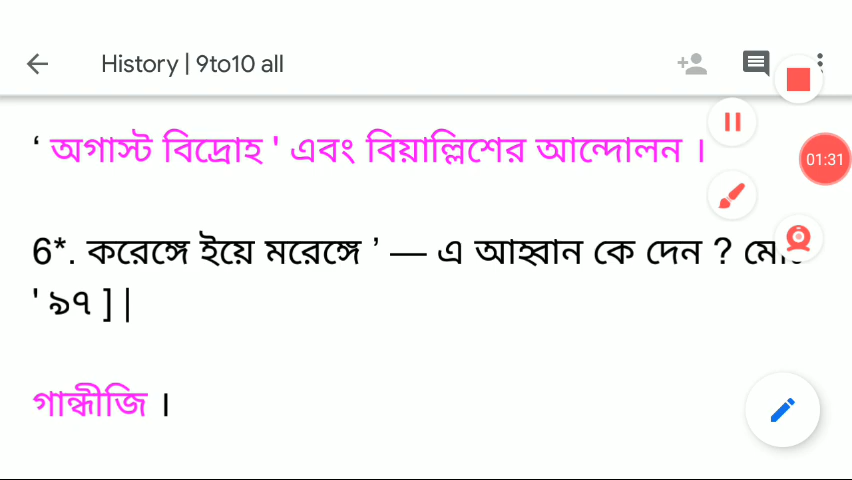 History | 9to10 all
‘ অগাস্ট বিদ্রোহ ' এবং বিয়াল্লিশের আন্দোলন ।
01:31
6*. করেঙ্গে ইয়ে মরেঙ্গে ’ — এ আহ্বান কে দেন ?
' ৯৭ ] |
গান্ধীজি ।